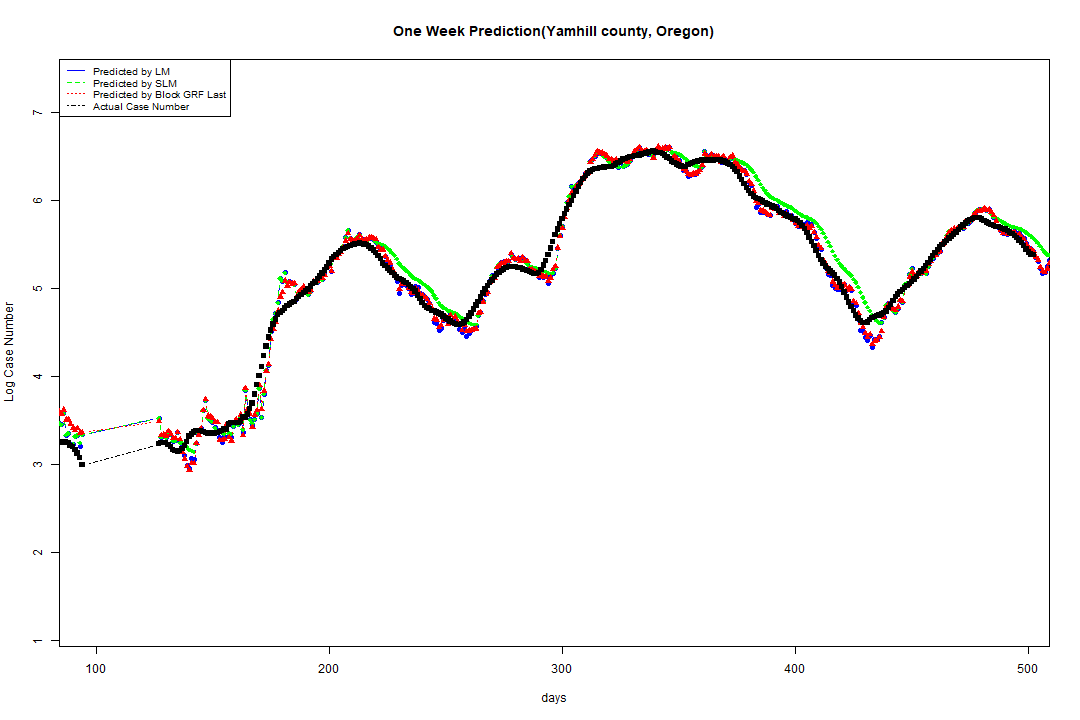 One Week Prediction(Yamhill county, Oregon)
Predicted by LM
Predicted by SLM
Predicted by Block GRF Last
Actual Case Number
7
6
5
4
3
2
1
Log Case Number
100 200 300 400 500
days